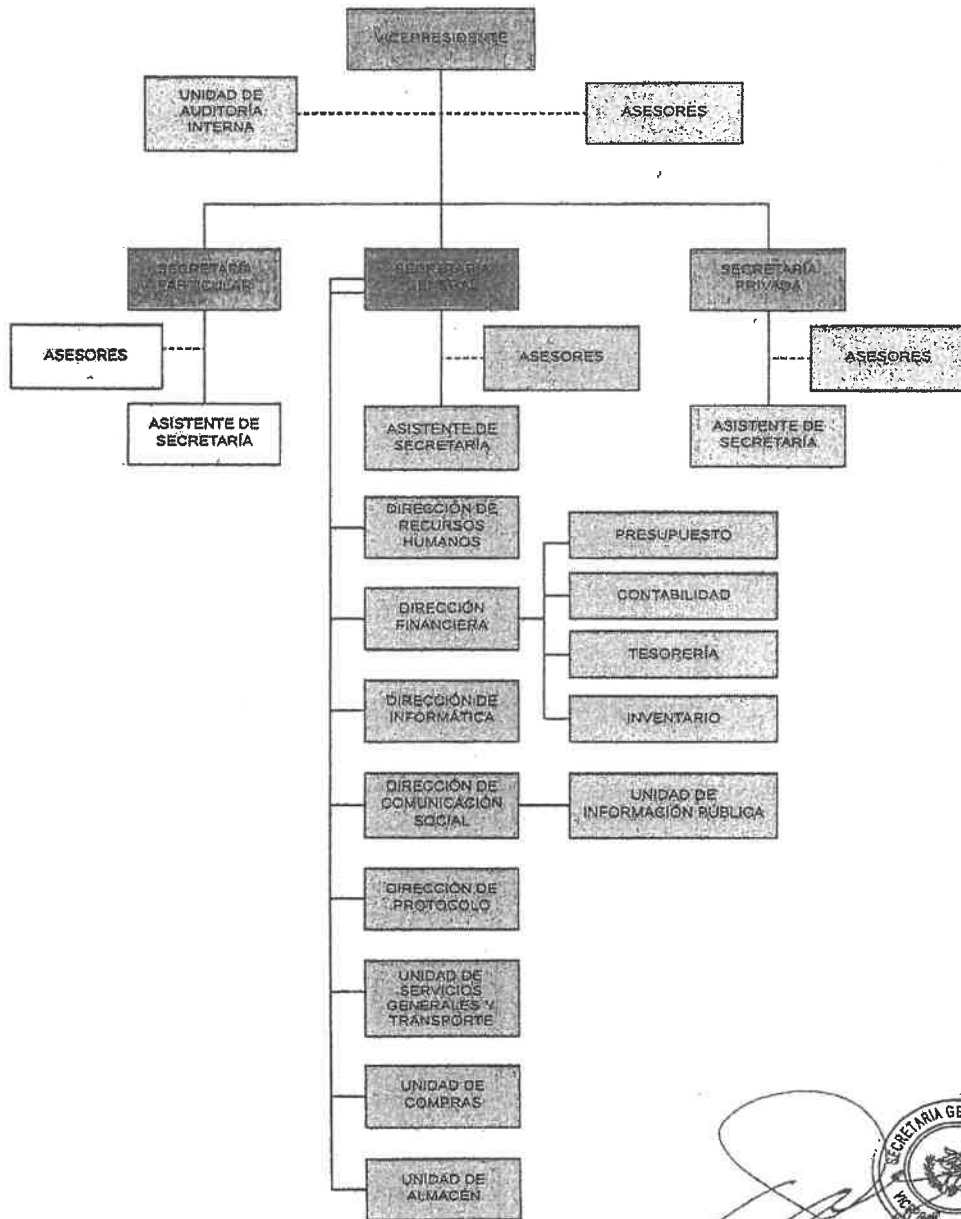 VICEPRESIDENTE
UNIDAD DE
AUDITORÍA
INTERNA
ASESORES
SECRETARÍA
PARTICULAR
SECRETARÍA
GENERAL
SECRETARÍA
PRIVADA
ASESORES
ASESORES
ASESORES
ASISTENTE DE
SECRETARÍA
ASISTENTE DE
SECRETARÍA
ASISTENTE DE
SECRETARÍA
DIRECCIÓN DE
RECURSOS
HUMANOS
PRESUPUESTO
DIRECCIÓN
FINANCIERA
CONTABILIDAD
TESORERÍA
INVENTARIO
DIRECCIÓN DE
INFORMÁTICA
DIRECCIÓN DE
COMUNICACIÓN
SOCIAL
UNIDAD DE
INFORMACIÓN PÚBLICA
DIRECCIÓN DE
PROTOCOLO
UNIDAD DE
SERVICIOS
GENERALES Y
TRANSPORTE
UNIDAD DE
COMPRAS
UNIDAD DE
ALMACÉN
SECRETARIA GE